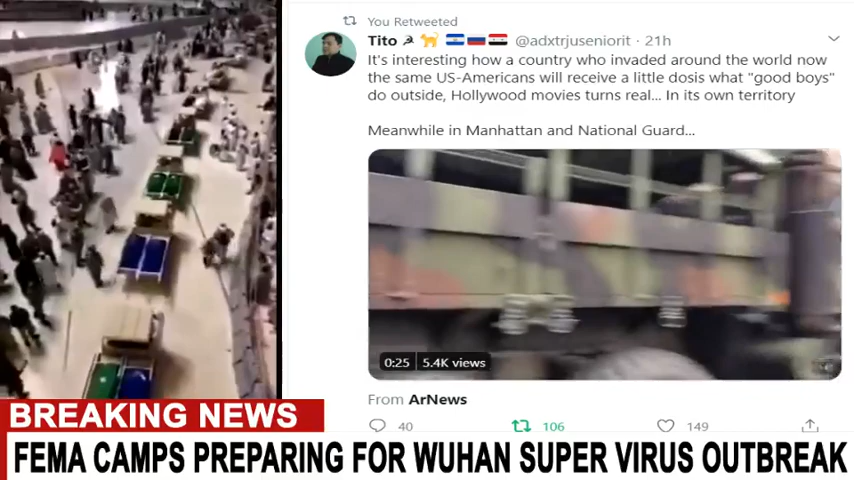 You Retweeted
Tito @adxtrjuseniorit · 21h
It's interesting how a country who invaded around the world now
the same US-Americans will receive a little dosis what "good boys"
do outside, Hollywood movies turns real... In its own territory
Meanwhile in Manhattan and National Guard...
0:25 5.4K views
From ArNews
40 106 149
BREAKING NEWS
FEMA CAMPS PREPARING FOR WUHAN SUPER VIRUS OUTBREAK